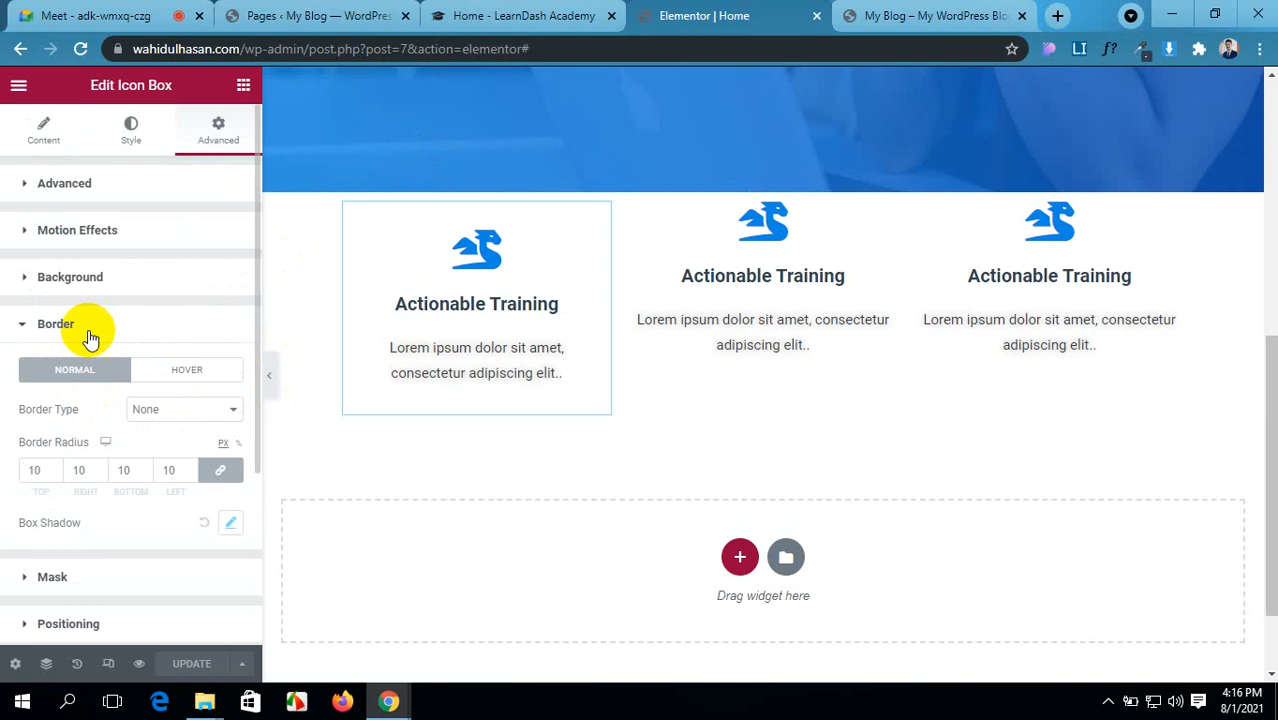 Meet - adk-wmxq-czg
Pages ‹ My Blog — WordPres
Home - LearnDash Academy
Elementor | Home
My Blog – My WordPress Blo
wahidulhasan.com/wp-admin/post.php?post=7&action=elementor#
LI
f?
Edit Icon Box
Content
Style
Advanced
Advanced
Motion Effects
Background
Border
NORMAL
HOVER
Border Type
None
Border Radius
PX
%
10
10
10
10
TOP
RIGHT
BOTTOM
LEFT
Box Shadow
Mask
Positioning
UPDATE
Actionable Training
Lorem ipsum dolor sit amet,
consectetur adipiscing elit..
Actionable Training
Lorem ipsum dolor sit amet, consectetur
adipiscing elit..
Actionable Training
Lorem ipsum dolor sit amet, consectetur
adipiscing elit..
Drag widget here
4:16 PM
8/1/2021